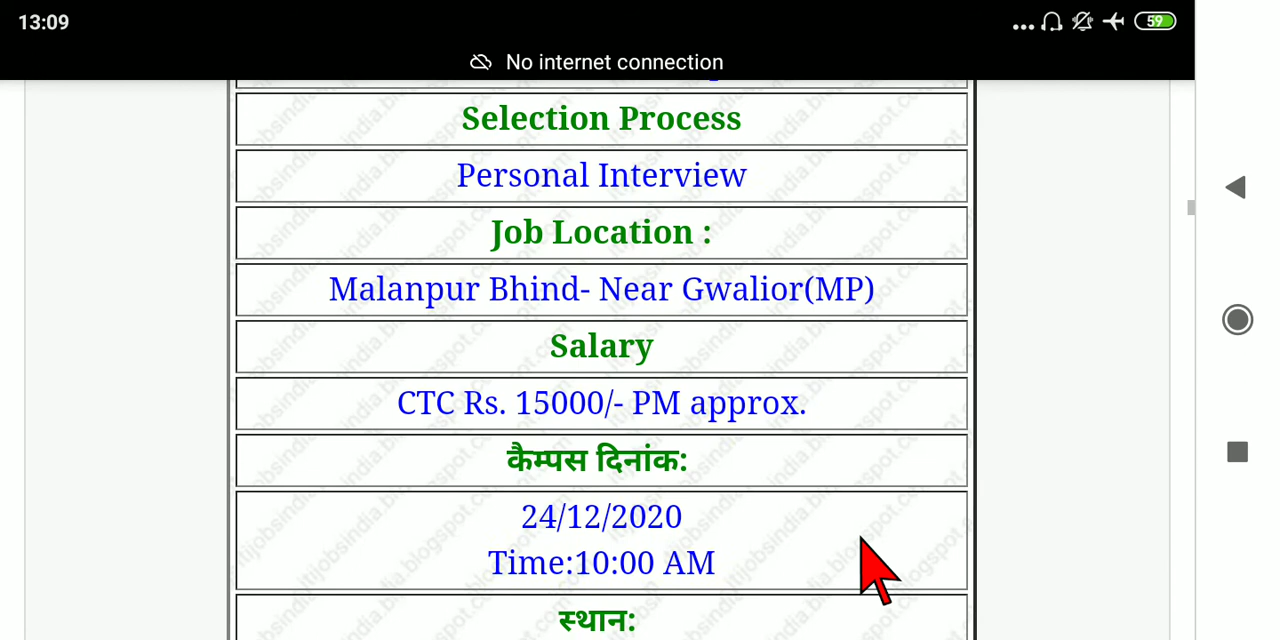 13:09
59
No internet connection
Selection Process
Personal Interview
Job Location :
Malanpur Bhind- Near Gwalior(MP)
Salary
CTC Rs. 15000/- PM approx.
कैम्पस दिनांक:
24/12/2020
Time:10:00 AM
स्थान: